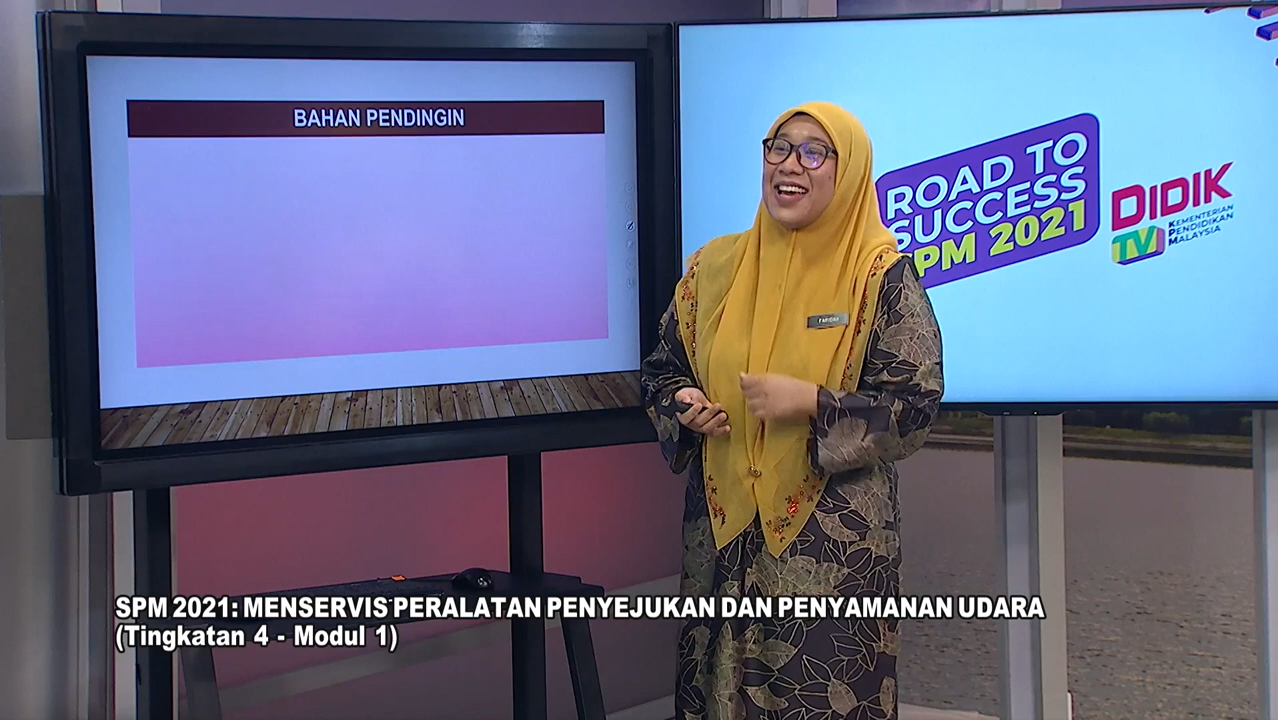 BAHAN PENDINGIN
ROAD TO
SUCCESS
SPM 2021
DIDIK
TV
KEMENTERIAN
PENDIDIKAN
MALAYSIA
FARIDAH
SPM 2021: MENSERVIS PERALATAN PENYEJUKAN DAN PENYAMANAN UDARA
(Tingkatan 4 - Modul 1)